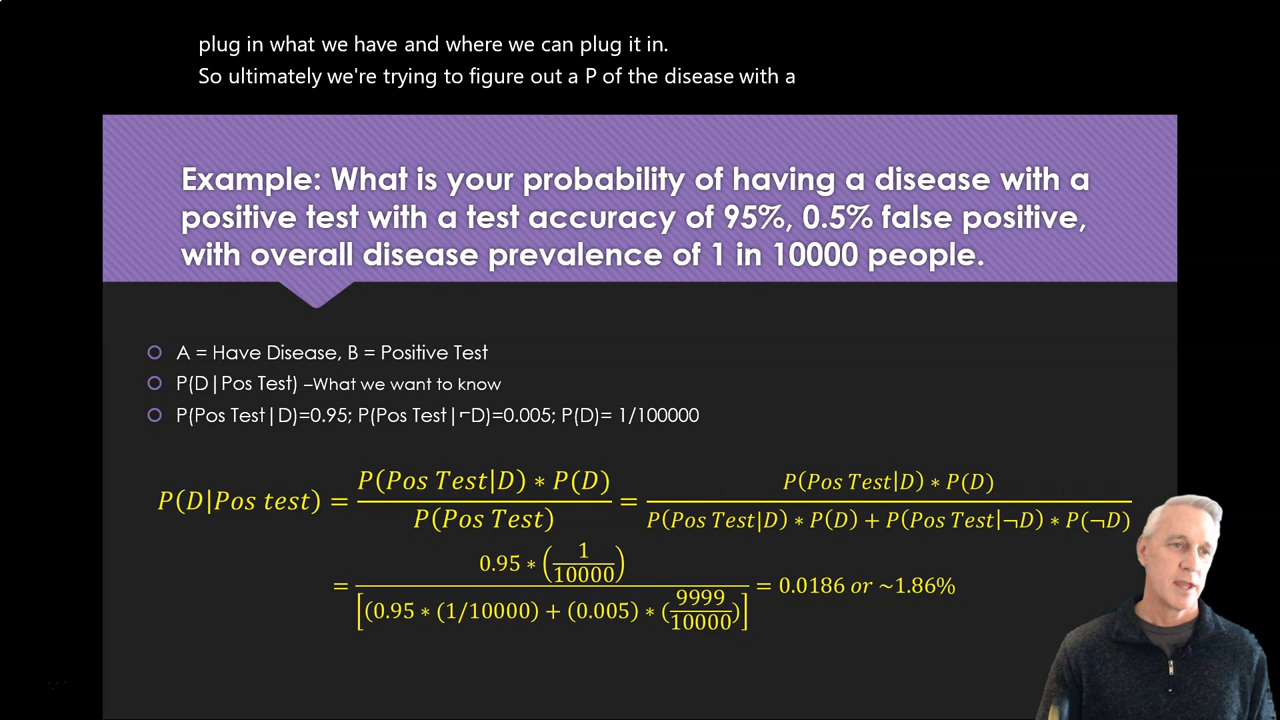 plug in what we have and where we can plug it in.
So ultimately we're trying to figure out a P of the disease with a
Example: What is your probability of having a disease with a
positive test with a test accuracy of 95%, 0.5% false positive,
with overall disease prevalence of 1 in 10000 people.
A = Have Disease, B = Positive Test
P(D|Pos Test) –What we want to know
P(Pos Test|D)=0.95; P(Pos Test|⌐D)=0.005; P(D)= 1/100000
P(D|Pos test) = P(Pos Test|D) * P(D) / P(Pos Test) = P(Pos Test|D) * P(D) / P(Pos Test|D) * P(D) + P(Pos Test|¬D) * P(¬D)
= 0.95 * (1/10000) / [(0.95 * (1/10000) + (0.005) * (9999/10000)] = 0.0186 or ~1.86%